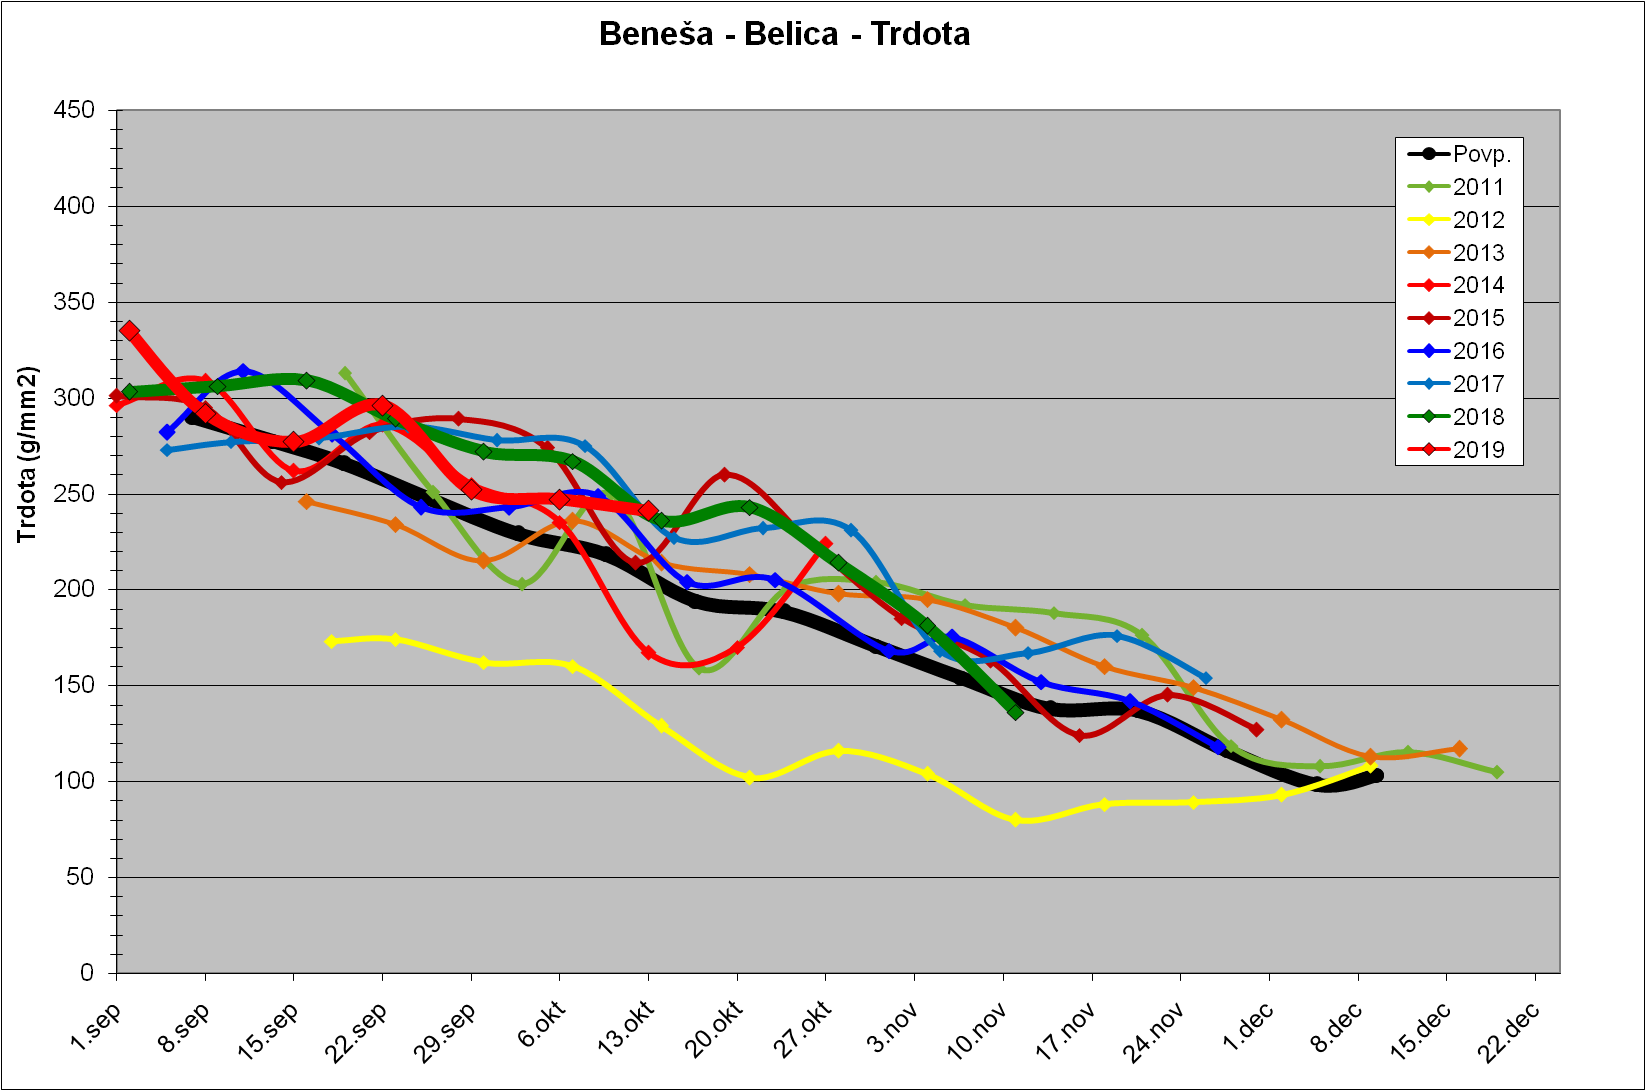 Beneša - Belica - Trdota
Trdota (g/mm2)
450
400
350
300
250
200
150
100
50
0
1.sep
8.sep
15.sep
22.sep
29.sep
6.okt
13.okt
20.okt
27.okt
3.nov
10.nov
17.nov
24.nov
1.dec
8.dec
15.dec
22.dec
Povp.
2011
2012
2013
2014
2015
2016
2017
2018
2019